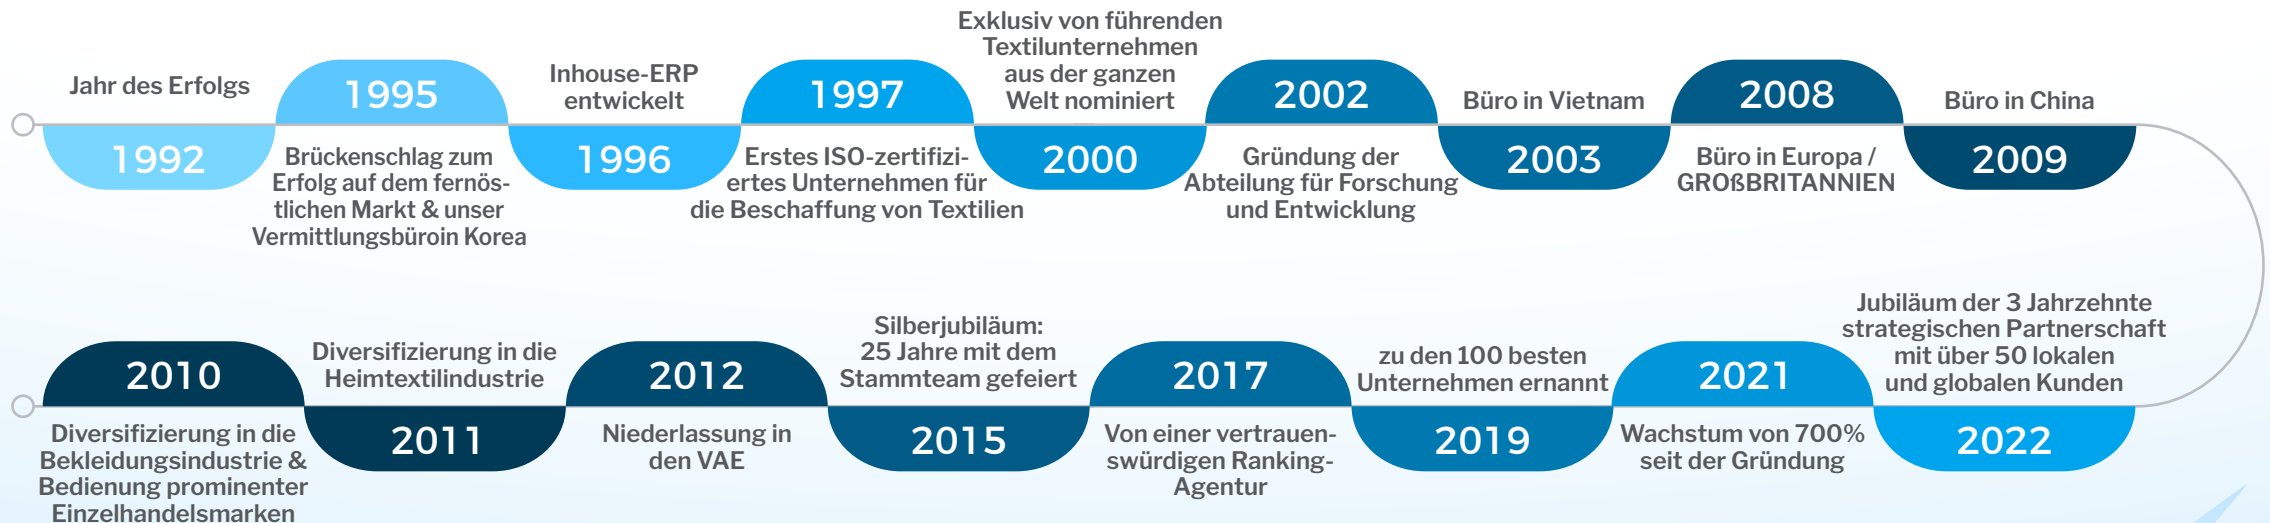 Jahr des Erfolgs
1992
1995
Brückenschlag zum
Erfolg auf dem fernös-
tlichen Markt & unser
Vermittlungsbüroin Korea
Inhouse-ERP
entwickelt
1996
1997
Erstes ISO-zertifizi-
ertes Unternehmen für
die Beschaffung von Textilien
Exklusiv von führenden
Textilunternehmen
aus der ganzen
Welt nominiert
2000
2002
Gründung der
Abteilung für Forschung
und Entwicklung
Büro in Vietnam
2003
2008
Büro in Europa /
GROßBRITANNIEN
Büro in China
2009
2010
Diversifizierung in die
Bekleidungsindustrie &
Bedienung prominenter
Einzelhandelsmarken
Diversifizierung in die
Heimtextilindustrie
2011
2012
Niederlassung in
den VAE
Silberjubiläum:
25 Jahre mit dem
Stammteam gefeiert
2015
2017
Von einer vertrauen-
swürdigen Ranking-
Agentur
zu den 100 besten
Unternehmen ernannt
2019
2021
Wachstum von 700%
seit der Gründung
Jubiläum der 3 Jahrzehnte
strategischen Partnerschaft
mit über 50 lokalen
und globalen Kunden
2022